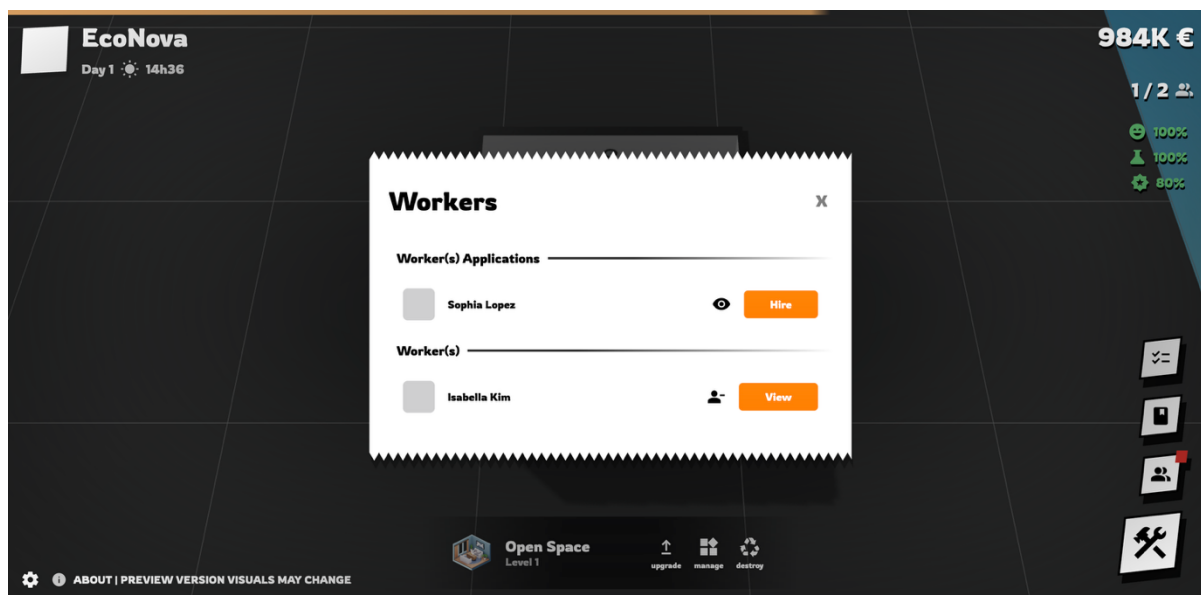 EcoNova
Day 1 14h36
984K €
1/2
100%
100%
80%
Workers
X
Worker(s) Applications
Sophia Lopez
Hire
Worker(s)
Isabella Kim
View
Open Space
Level 1
upgrade
manage
destroy
ABOUT | PREVIEW VERSION VISUALS MAY CHANGE